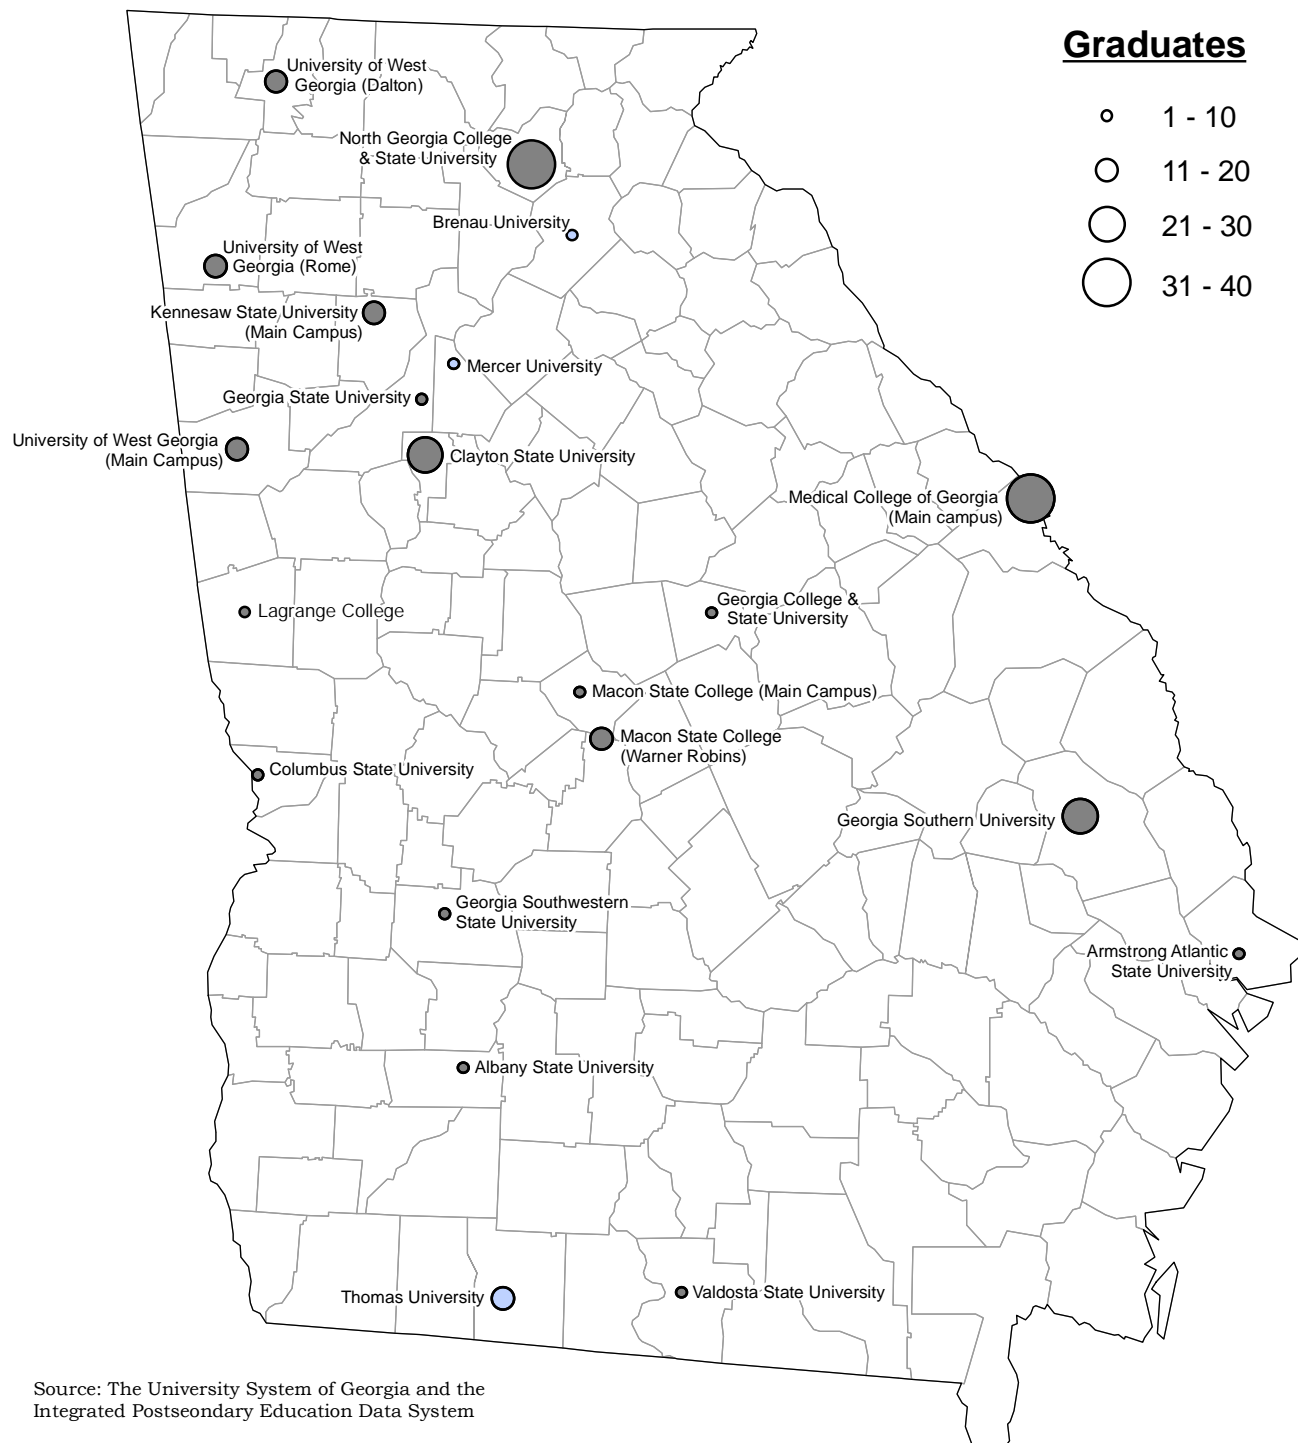 Graduates
1 - 10
11 - 20
21 - 30
31 - 40
University of West
Georgia (Dalton)
North Georgia College
& State University
Brenau University
University of West
Georgia (Rome)
Kennesaw State University
(Main Campus)
Mercer University
Georgia State University
University of West Georgia
(Main Campus)
Clayton State University
Medical College of Georgia
(Main campus)
Lagrange College
Georgia College &
State University
Macon State College (Main Campus)
Macon State College
(Warner Robins)
Columbus State University
Georgia Southern University
Georgia Southwestern
State University
Armstrong Atlantic
State University
Albany State University
Thomas University
Valdosta State University
Source: The University System of Georgia and the
Integrated Postseondary Education Data System